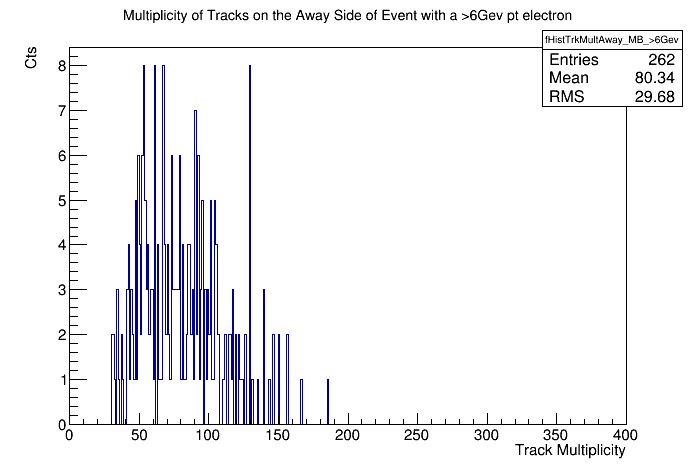 Multiplicity of Tracks on the Away Side of Event with a >6Gev pt electron
Cts
fHistTrkMultAway_MB_>6Gev
Entries 262
Mean 80.34
RMS 29.68
8
7
6
5
4
3
2
1
0
0 50 100 150 200 250 300 350 400
Track Multiplicity